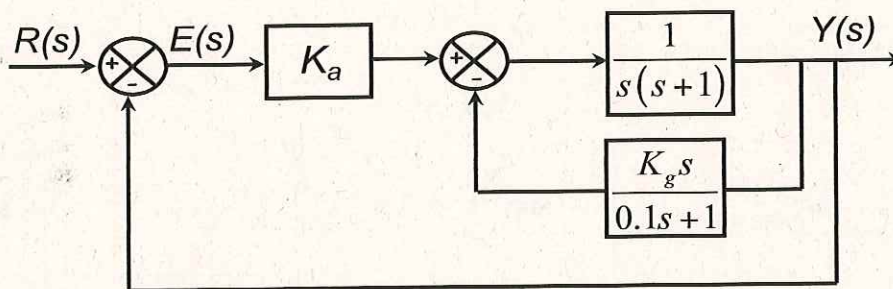 R(s) + - E(s) K_a + - 1/(s(s+1)) Y(s)
K_g s/(0.1s+1)